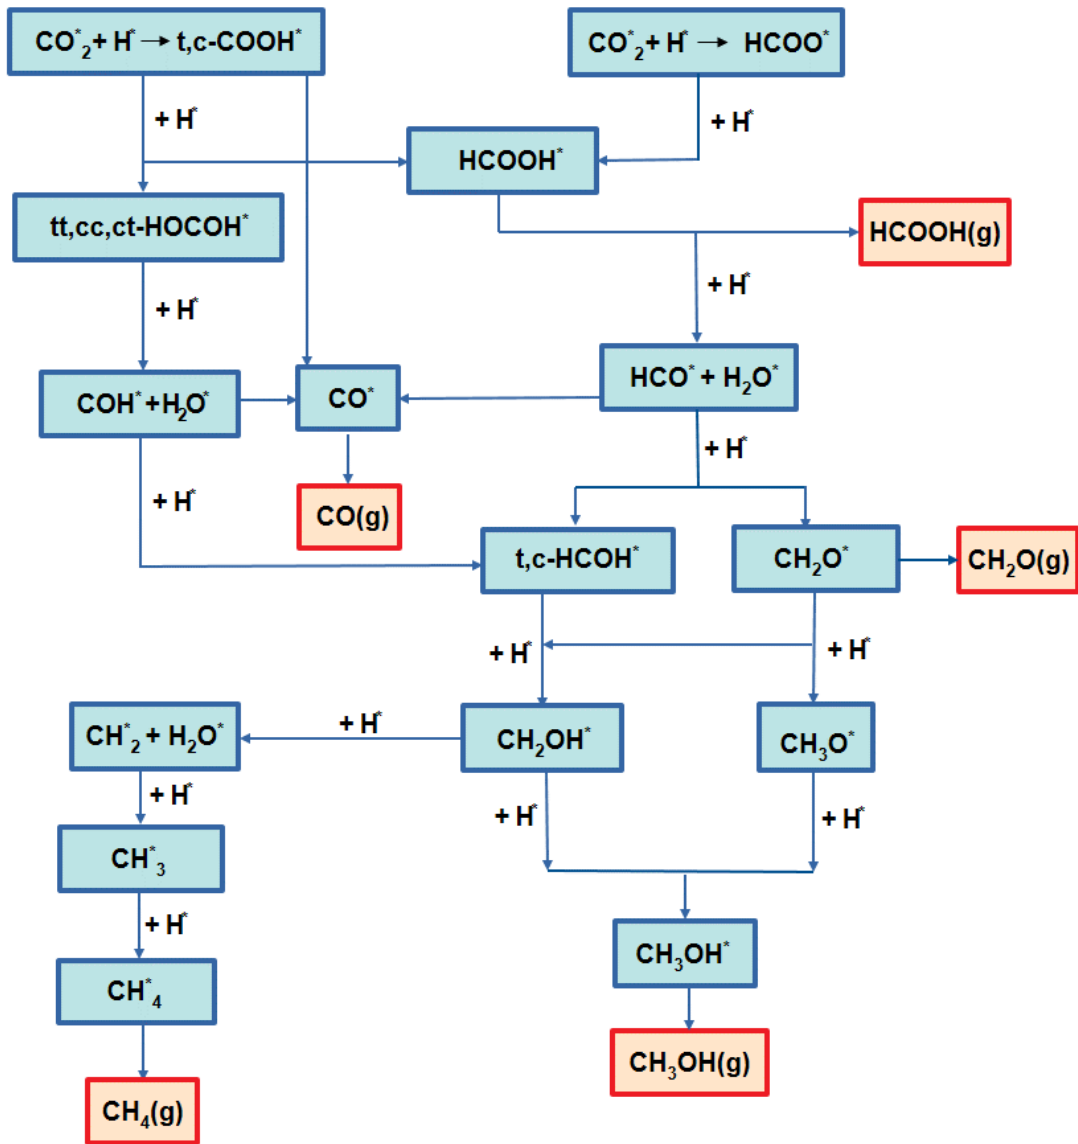 CO*₂ + H* → t,c-COOH*
CO*₂ + H* → HCOO*
+ H*
+ H*
HCOOH*
tt,cc,ct-HOCOH*
HCOOH(g)
+ H*
+ H*
COH* + H₂O*
CO*
HCO* + H₂O*
+ H*
+ H*
CO(g)
t,c-HCOH*
CH₂O*
CH₂O(g)
+ H*
+ H*
CH*₂ + H₂O*
+ H*
CH₂OH*
CH₃O*
+ H*
+ H*
+ H*
CH*₃
+ H*
CH₃OH*
CH*₄
CH₃OH(g)
CH₄(g)